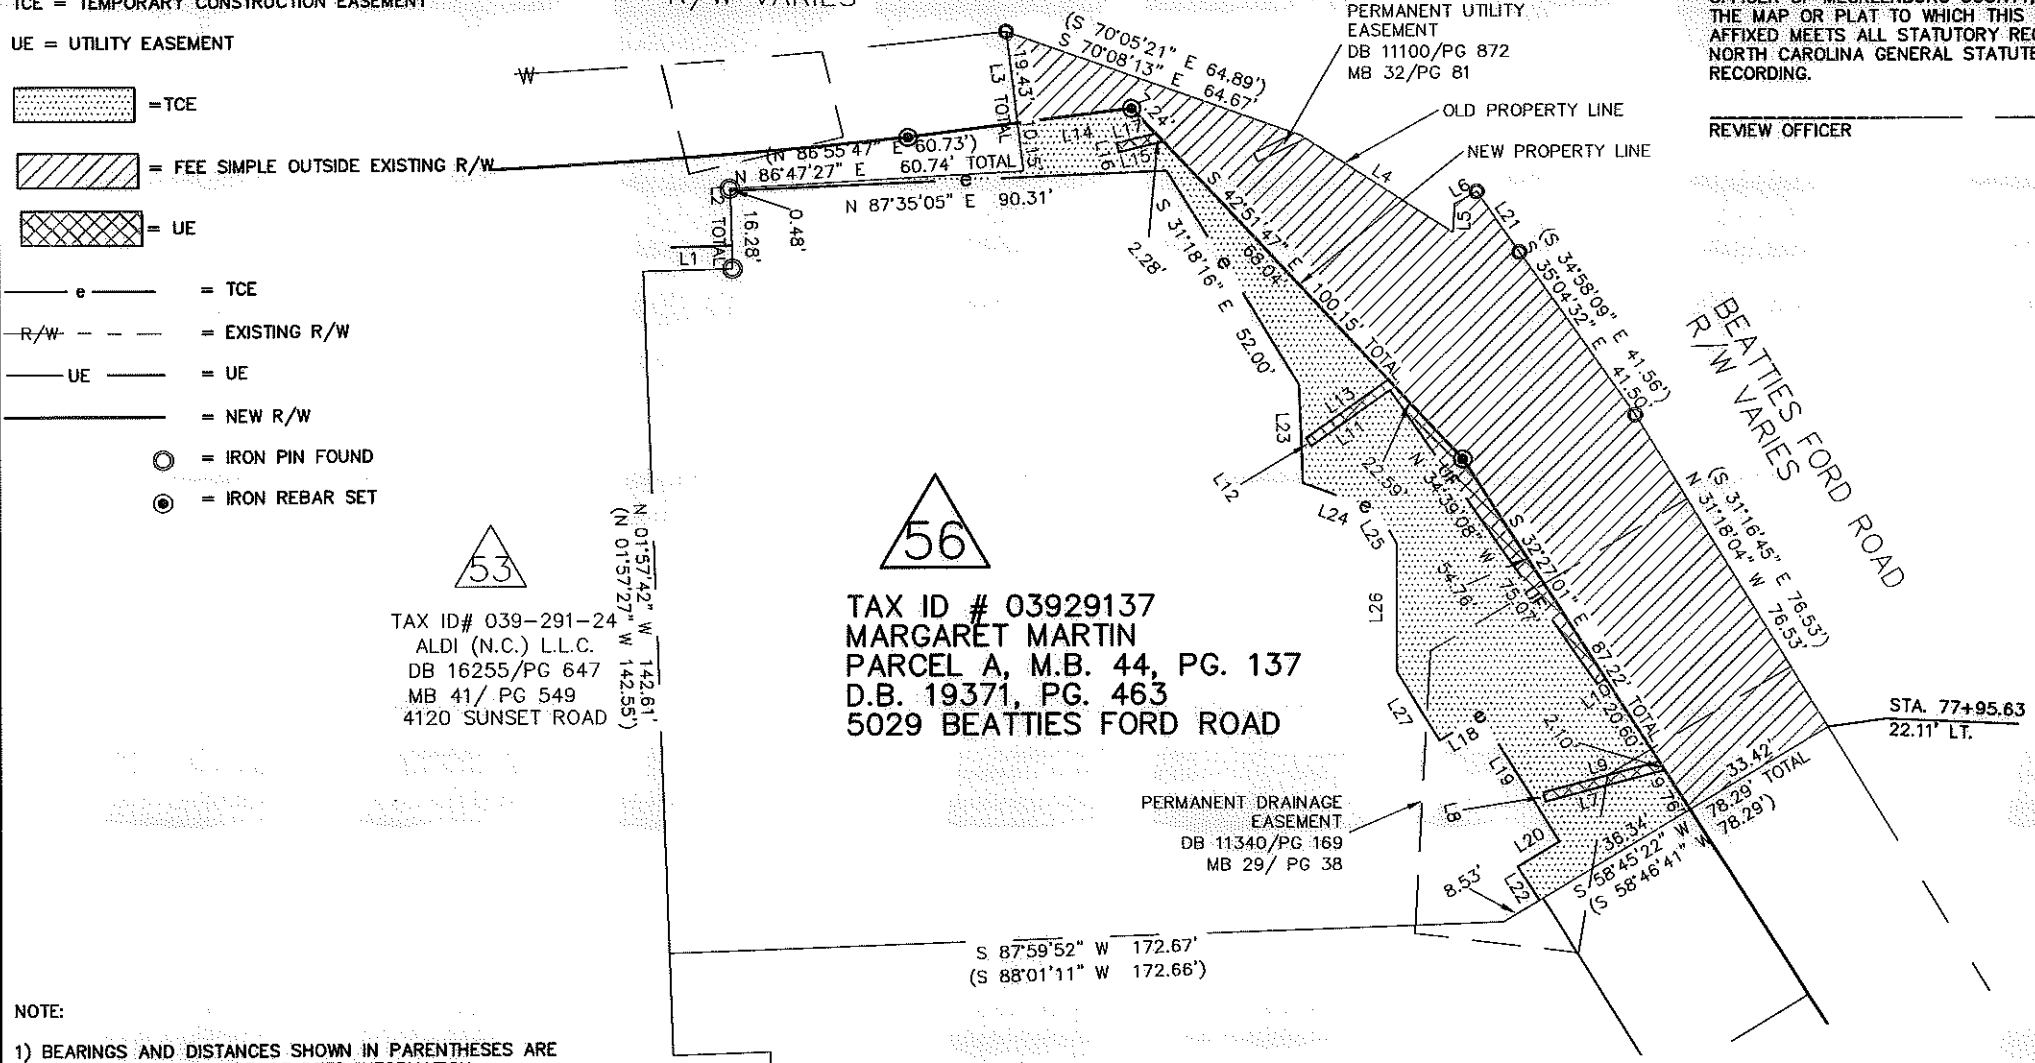 TCE = TEMPORARY CONSTRUCTION EASEMENT
UE = UTILITY EASEMENT
= TCE
= FEE SIMPLE OUTSIDE EXISTING R/W
= UE
e = TCE
R/W = EXISTING R/W
UE = UE
= NEW R/W
= IRON PIN FOUND
= IRON REBAR SET
R/W VARIES
W
THE MAP OR PLAT TO WHICH THIS
AFFIXED MEETS ALL STATUTORY
NORTH CAROLINA GENERAL
RECORDING.
REVIEW OFFICER
PERMANENT UTILITY
EASEMENT
DB 11100/PG 872
MB 32/PG 81
OLD PROPERTY LINE
NEW PROPERTY LINE
(S 70°05'21" E 64.89')
S 70°08'13" E 64.67'
19.43'
L3 TOTAL
10.15'
7.24'
L14
L17
L15
L16
(N 86°55'47" E 60.73')
N 86°47'27" E 60.74' TOTAL
e
N 87°35'05" E 90.31'
L2
16.28'
TOTAL
0.48'
L1
L4
L5
L6
L21
(S 34°58'09" E 41.56')
S 35°04'32" E 41.50'
S 42°51'47" E 100.15' TOTAL
68.04'
S 31°18'16" E 52.00'
e
2.28'
BEATTIES FORD ROAD
R/W VARIES
(S 31°16'45" E 76.53')
N 31°18'04" W 76.53'
L13
L11
L23
L12
22.59'
UE
N 34°39'08" W 75.07'
54.76'
UE
S 32°27'01" E 87.22' TOTAL
L24
e
L25
L26
L27
e
L18
L19
20.60'
2.10'
L9
L7
L8
9.76'
L20
L22
33.42'
78.29' TOTAL
36.34'
S 58°45'22" W
(S 58°46'41" W 78.29')
8.53'
STA. 77+95.63
22.11' LT.
53
TAX ID# 039-291-24
ALDI (N.C.) L.L.C.
DB 16255/PG 647
MB 41/ PG 549
4120 SUNSET ROAD
N 01°57'42" W 142.61'
(N 01°57'27" W 142.55')
56
TAX ID # 03929137
MARGARET MARTIN
PARCEL A, M.B. 44, PG. 137
D.B. 19371, PG. 463
5029 BEATTIES FORD ROAD
PERMANENT DRAINAGE
EASEMENT
DB 11340/PG 169
MB 29/ PG 38
S 87°59'52" W 172.67'
(S 88°01'11" W 172.66')
NOTE:
1) BEARINGS AND DISTANCES SHOWN IN PARENTHESES ARE